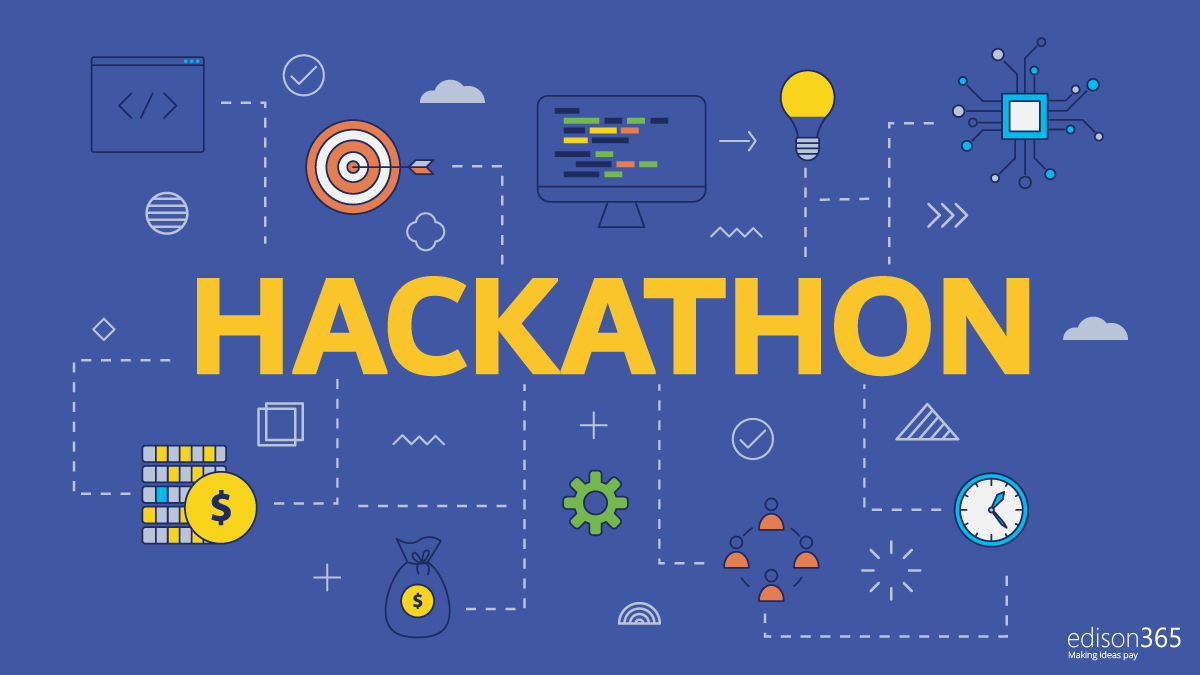 </>
HACKATHON
$
$
edison365
Making ideas pay